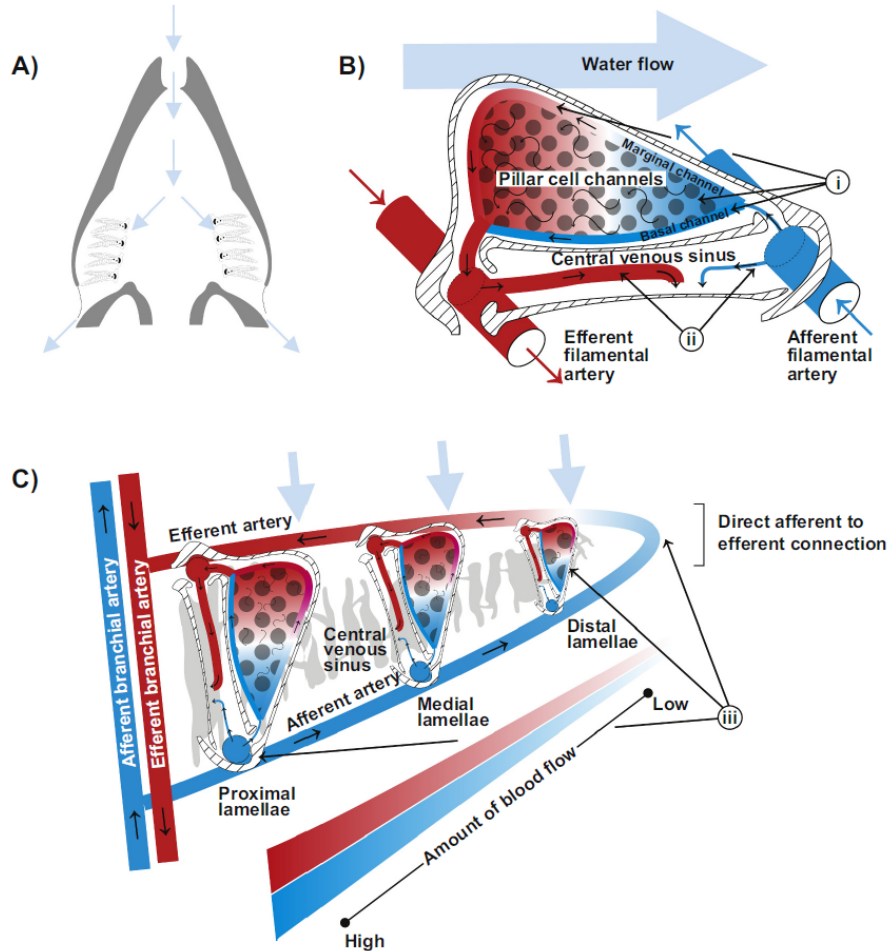 A)
B)
Water flow
Marginal channel
Pillar cell channels
i
Basal channel
Central venous sinus
ii
Efferent
filamental
artery
Afferent
filamental
artery
C)
Efferent artery
Direct afferent to
efferent connection
Afferent branchial artery
Efferent branchial artery
Central
venous
sinus
Distal
lamellae
Afferent artery
Medial
lamellae
Low
iii
Proximal
lamellae
Amount of blood flow
High